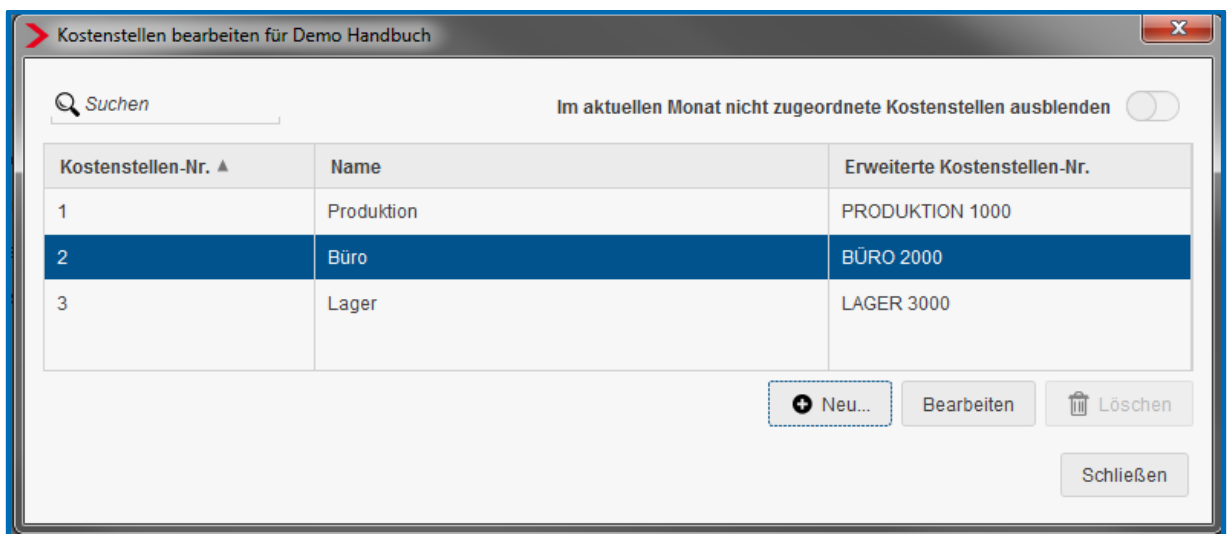 Kostenstellen bearbeiten für Demo Handbuch
Suchen
Im aktuellen Monat nicht zugeordnete Kostenstellen ausblenden
Kostenstellen-Nr. Name Erweiterte Kostenstellen-Nr.
1 Produktion PRODUKTION 1000
2 Büro BÜRO 2000
3 Lager LAGER 3000
Neu... Bearbeiten Löschen
Schließen